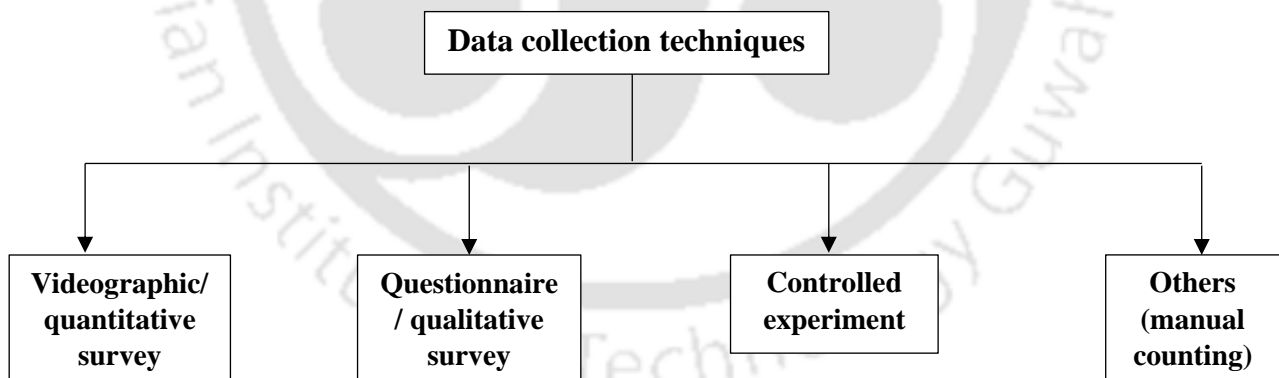 Data collection techniques
Videographic/
quantitative
survey
Questionnaire
/ qualitative
survey
Controlled
experiment
Others
(manual
counting)